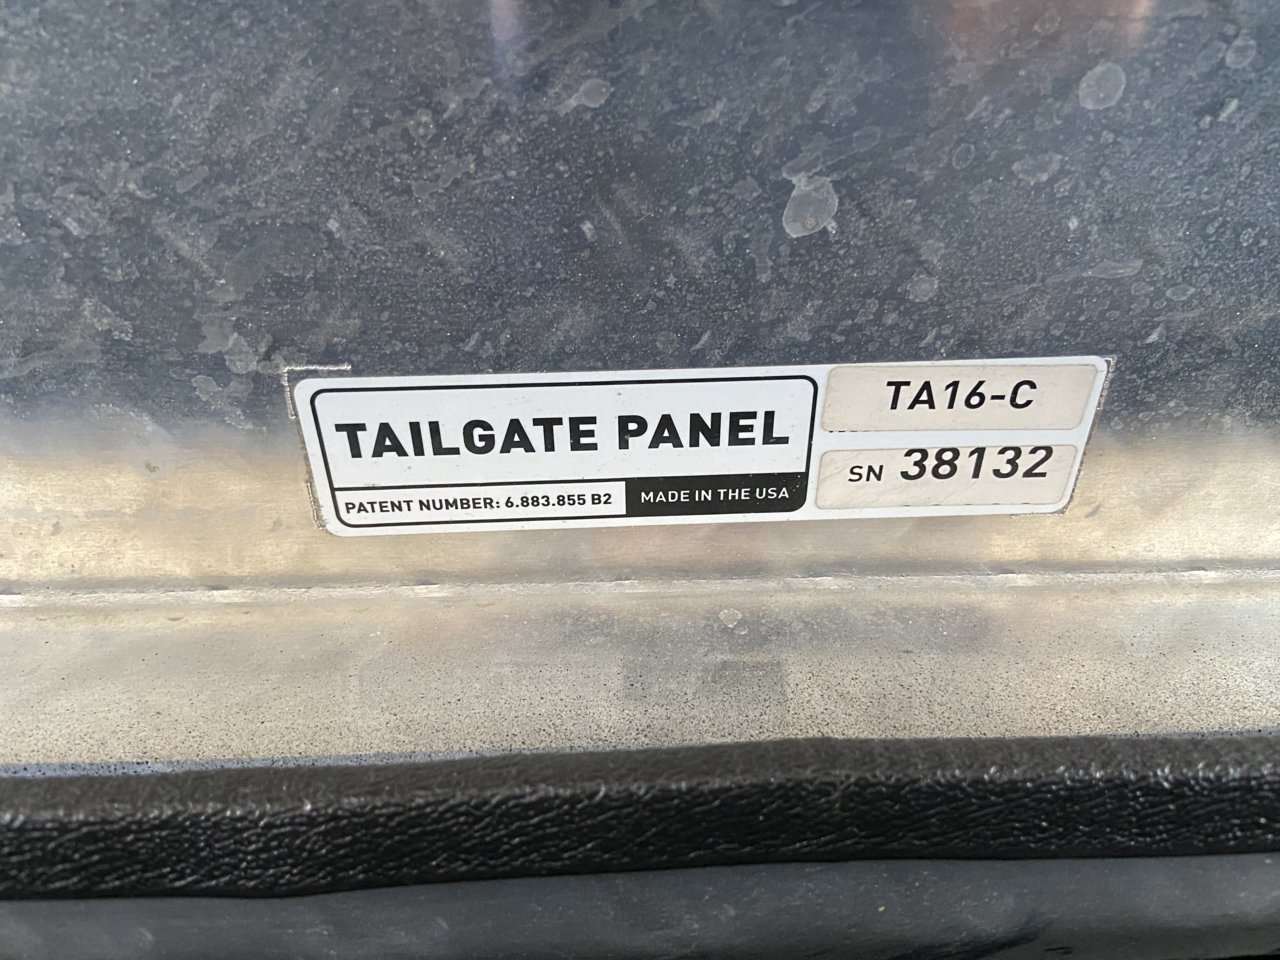 TAILGATE PANEL
PATENT NUMBER: 6.883.855 B2
MADE IN THE USA
TA16-C
SN 38132